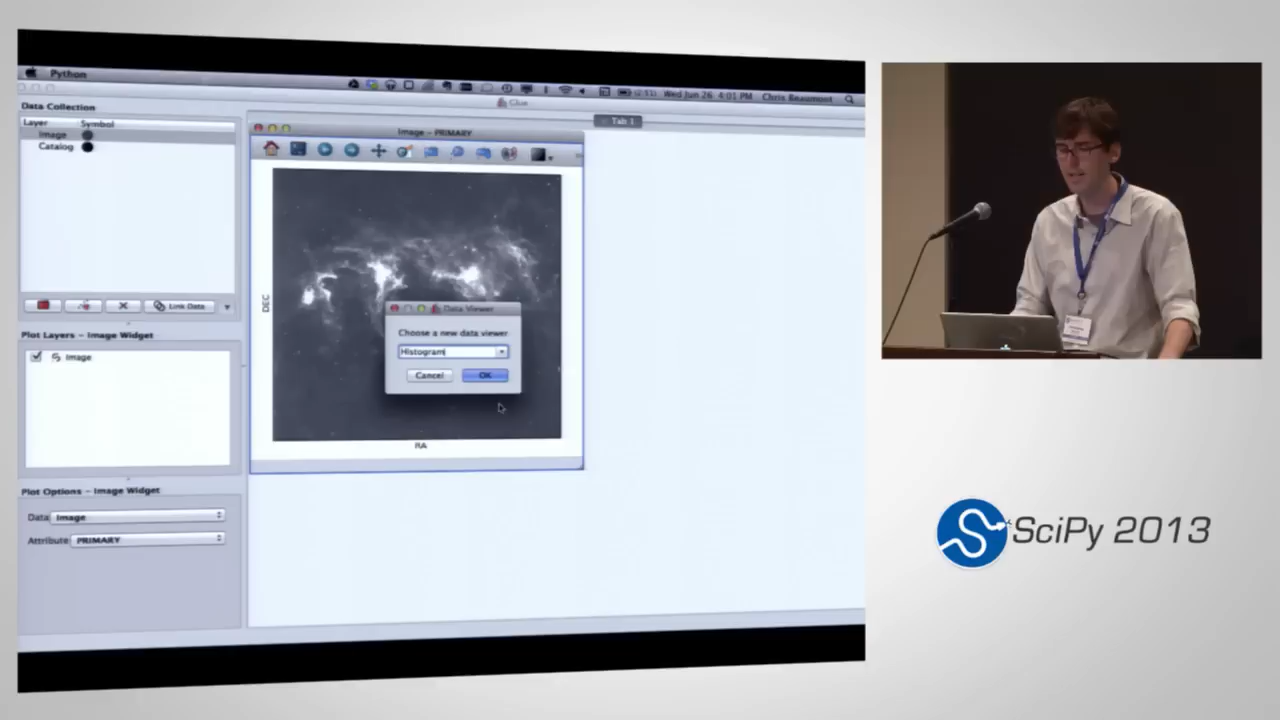 Python
Wed Jun 26 4:01 PM Chris Beaumont
Glue
Data Collection
Tab 1
Layer Symbol
Image
Catalog
Image - PRIMARY
DEC
Data Viewer
Choose a new data viewer
Histogram
Cancel OK
RA
Link Data
Plot Layers - Image Widget
Image
Plot Options - Image Widget
Data Image
Attribute PRIMARY
SciPy 2013